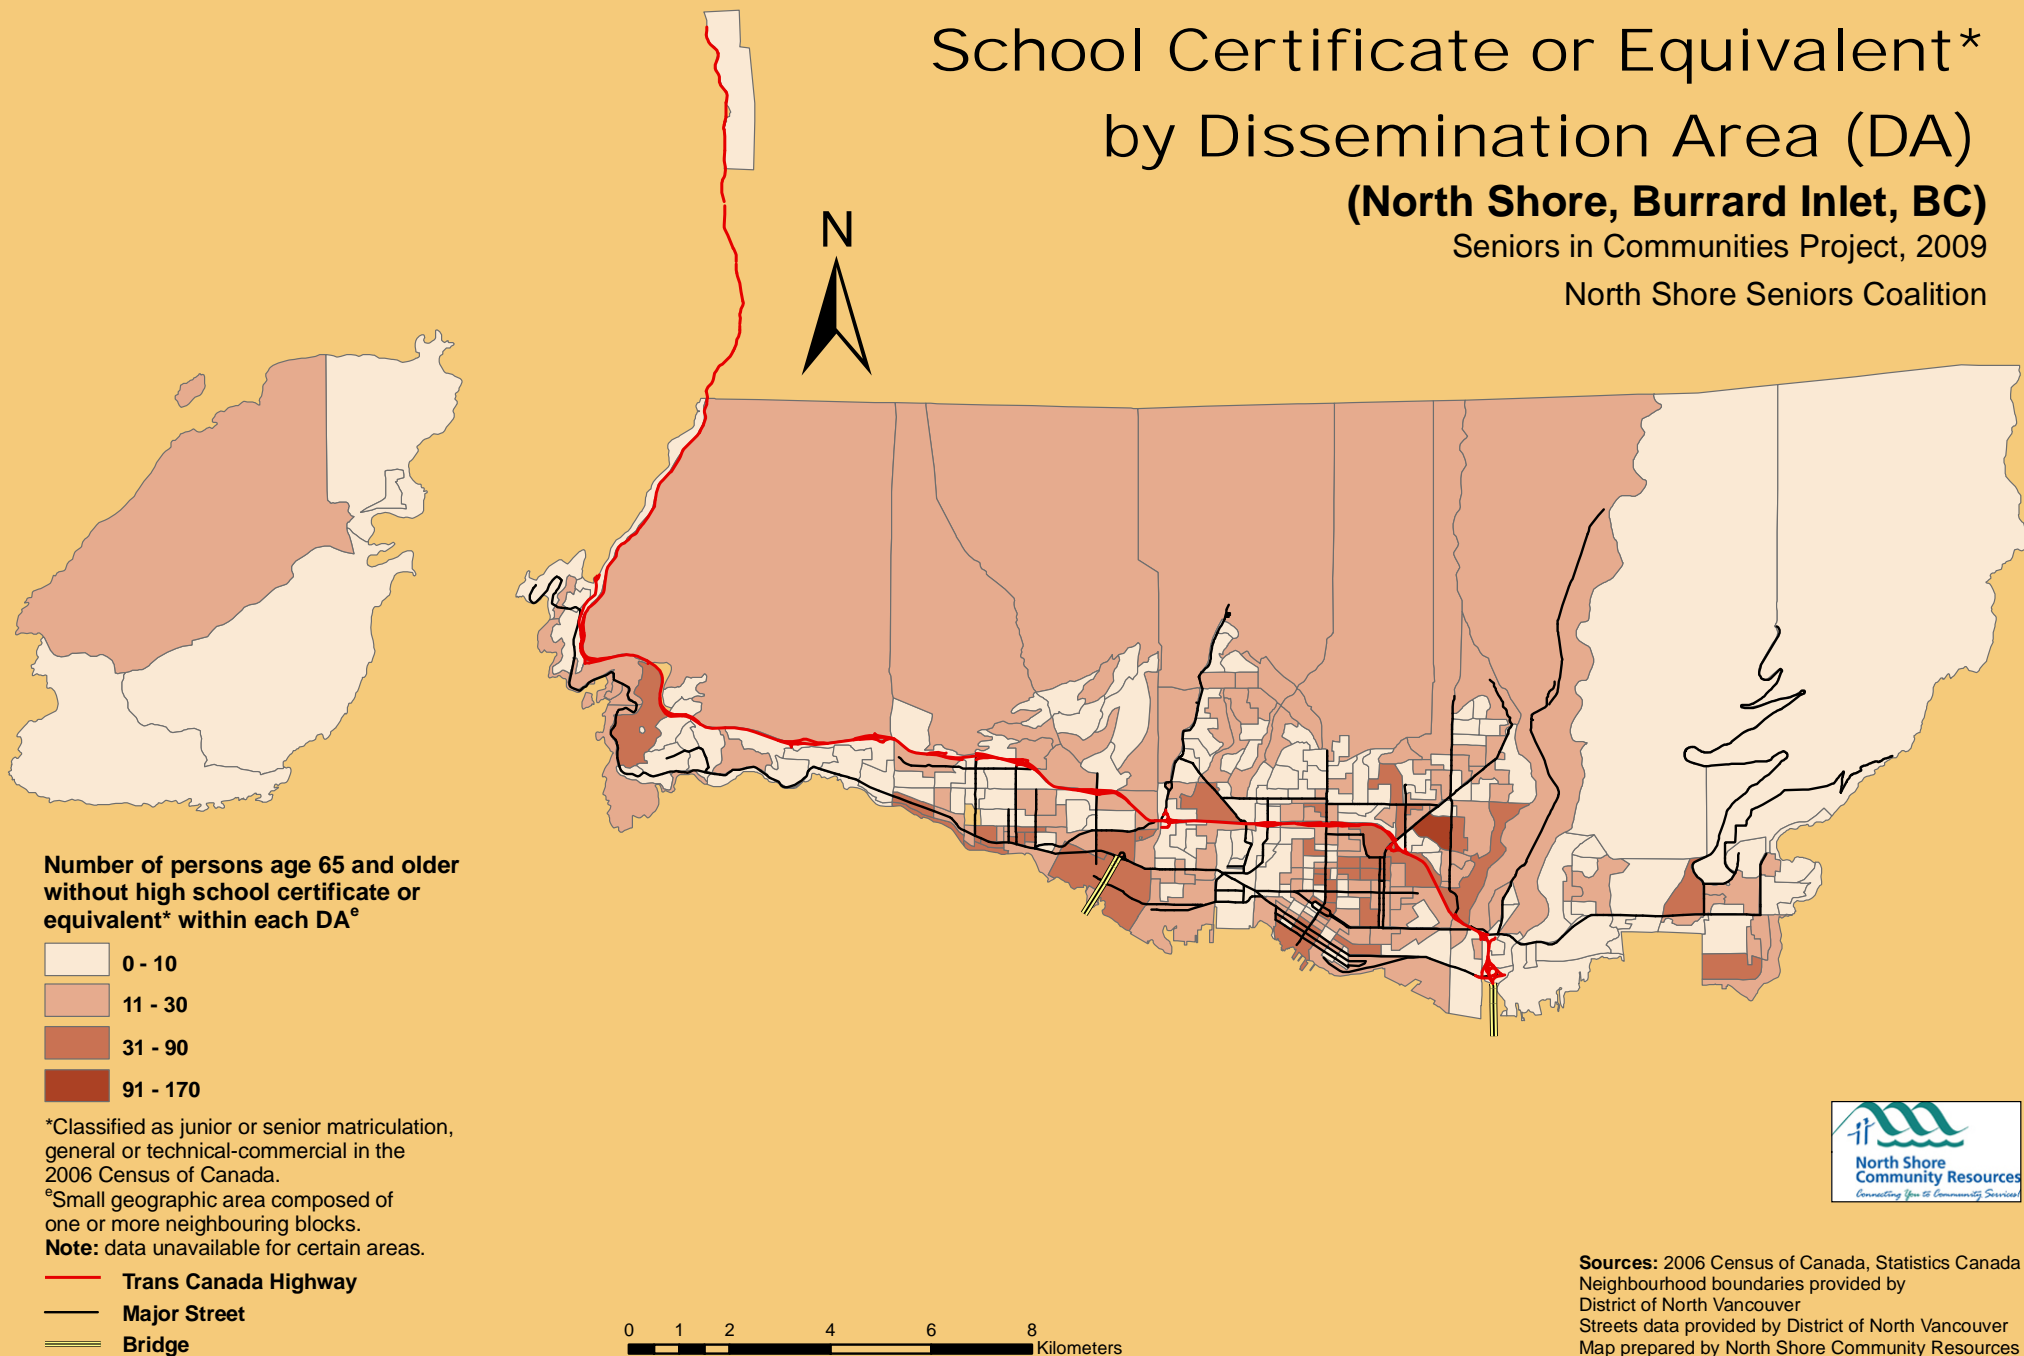 School Certificate or Equivalent*
by Dissemination Area (DA)
(North Shore, Burrard Inlet, BC)
Seniors in Communities Project, 2009
North Shore Seniors Coalition
N
Number of persons age 65 and older
without high school certificate or
equivalent* within each DAᵉ
0 - 10
11 - 30
31 - 90
91 - 170
*Classified as junior or senior matriculation,
general or technical-commercial in the
2006 Census of Canada.
ᵉSmall geographic area composed of
one or more neighbouring blocks.
Note: data unavailable for certain areas.
Trans Canada Highway
Major Street
Bridge
0 1 2 4 6 8
Kilometers
North Shore
Community Resources
Connecting You to Community Services!
Sources: 2006 Census of Canada, Statistics Canada
Neighbourhood boundaries provided by
District of North Vancouver
Streets data provided by District of North Vancouver
Map prepared by North Shore Community Resources